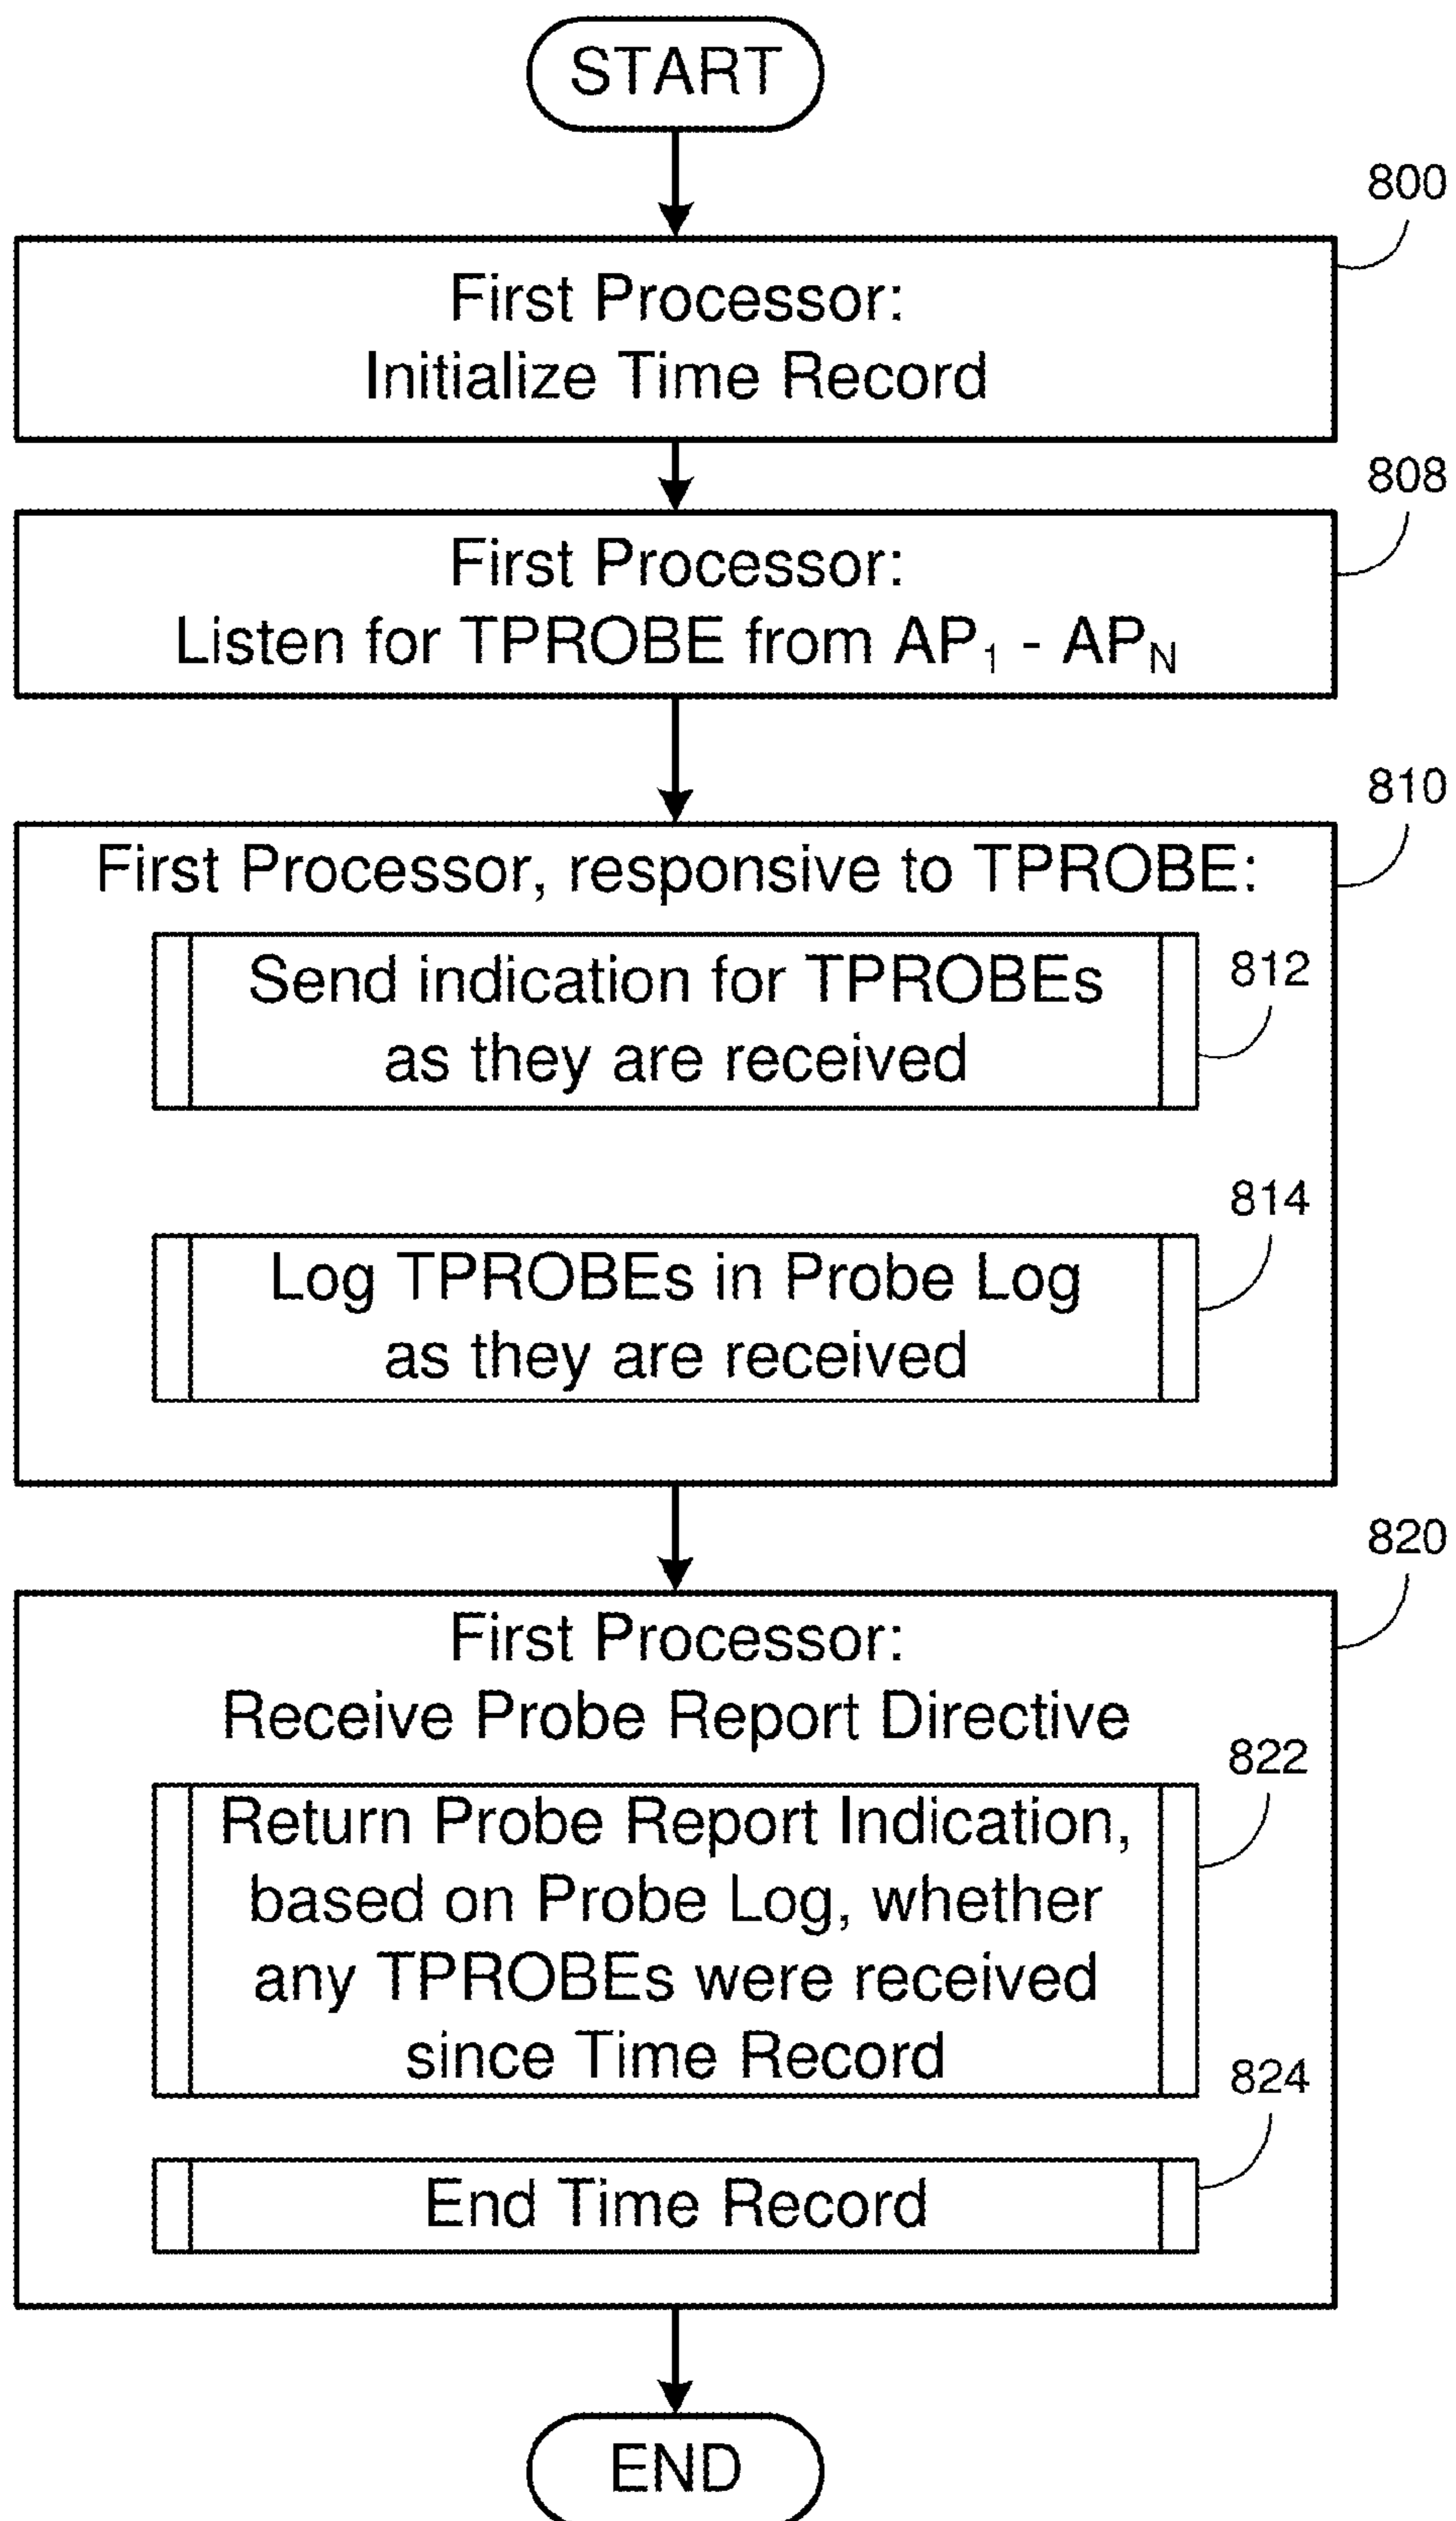 START
800
First Processor:
Initialize Time Record
808
First Processor:
Listen for TPROBE from AP₁ - APN
810
First Processor, responsive to TPROBE:
812
Send indication for TPROBEs
as they are received
814
Log TPROBEs in Probe Log
as they are received
820
First Processor:
Receive Probe Report Directive
822
Return Probe Report Indication,
based on Probe Log, whether
any TPROBEs were received
since Time Record
824
End Time Record
END